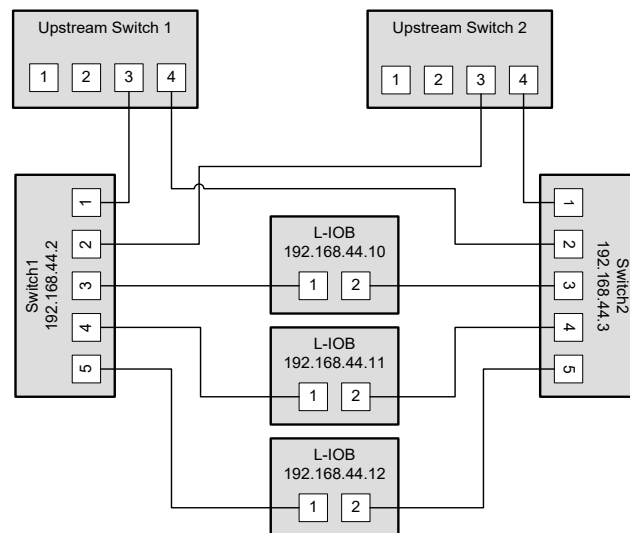 Upstream Switch 1
1 2 3 4
Upstream Switch 2
1 2 3 4
Switch1
192.168.44.2
1
2
3
4
5
L-IOB
192.168.44.10
1 2
L-IOB
192.168.44.11
1 2
L-IOB
192.168.44.12
1 2
Switch2
192.168.44.3
1
2
3
4
5